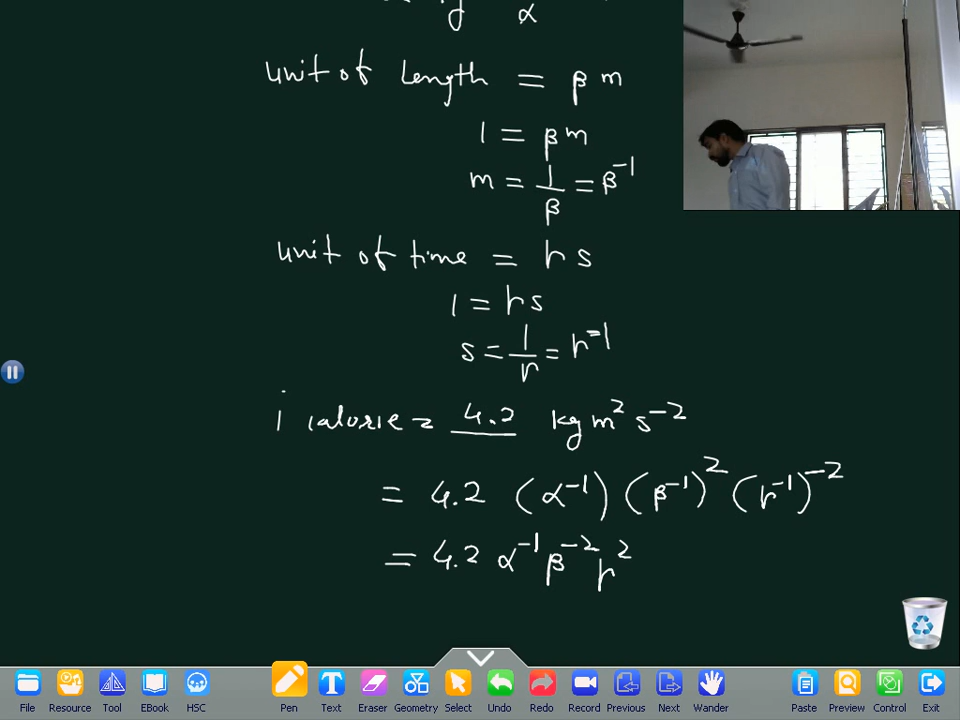 α
unit of length = β m
1 = β m
m = 1/β = β⁻¹
unit of time = r s
1 = r s
s = 1/r = r⁻¹
1 calorie = 4.2 kg m² s⁻²
= 4.2 (α⁻¹) (β⁻¹)² (r⁻¹)⁻²
= 4.2 α⁻¹ β⁻² r²
File Resource Tool EBook HSC Pen Text Eraser Geometry Select Undo Redo Record Previous Next Wander Paste Preview Control Exit